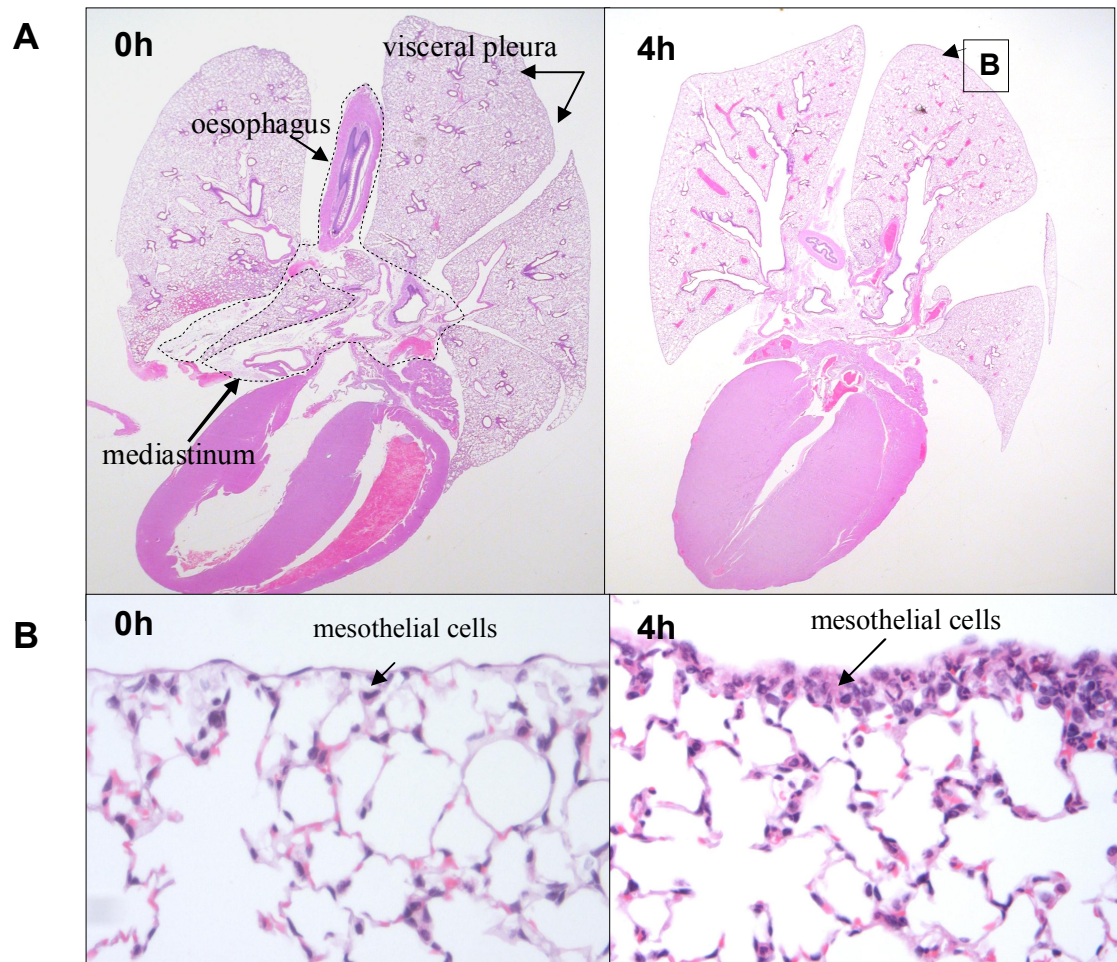 A
0h
visceral pleura
oesophagus
mediastinum
4h
B
B
0h
mesothelial cells
4h
mesothelial cells